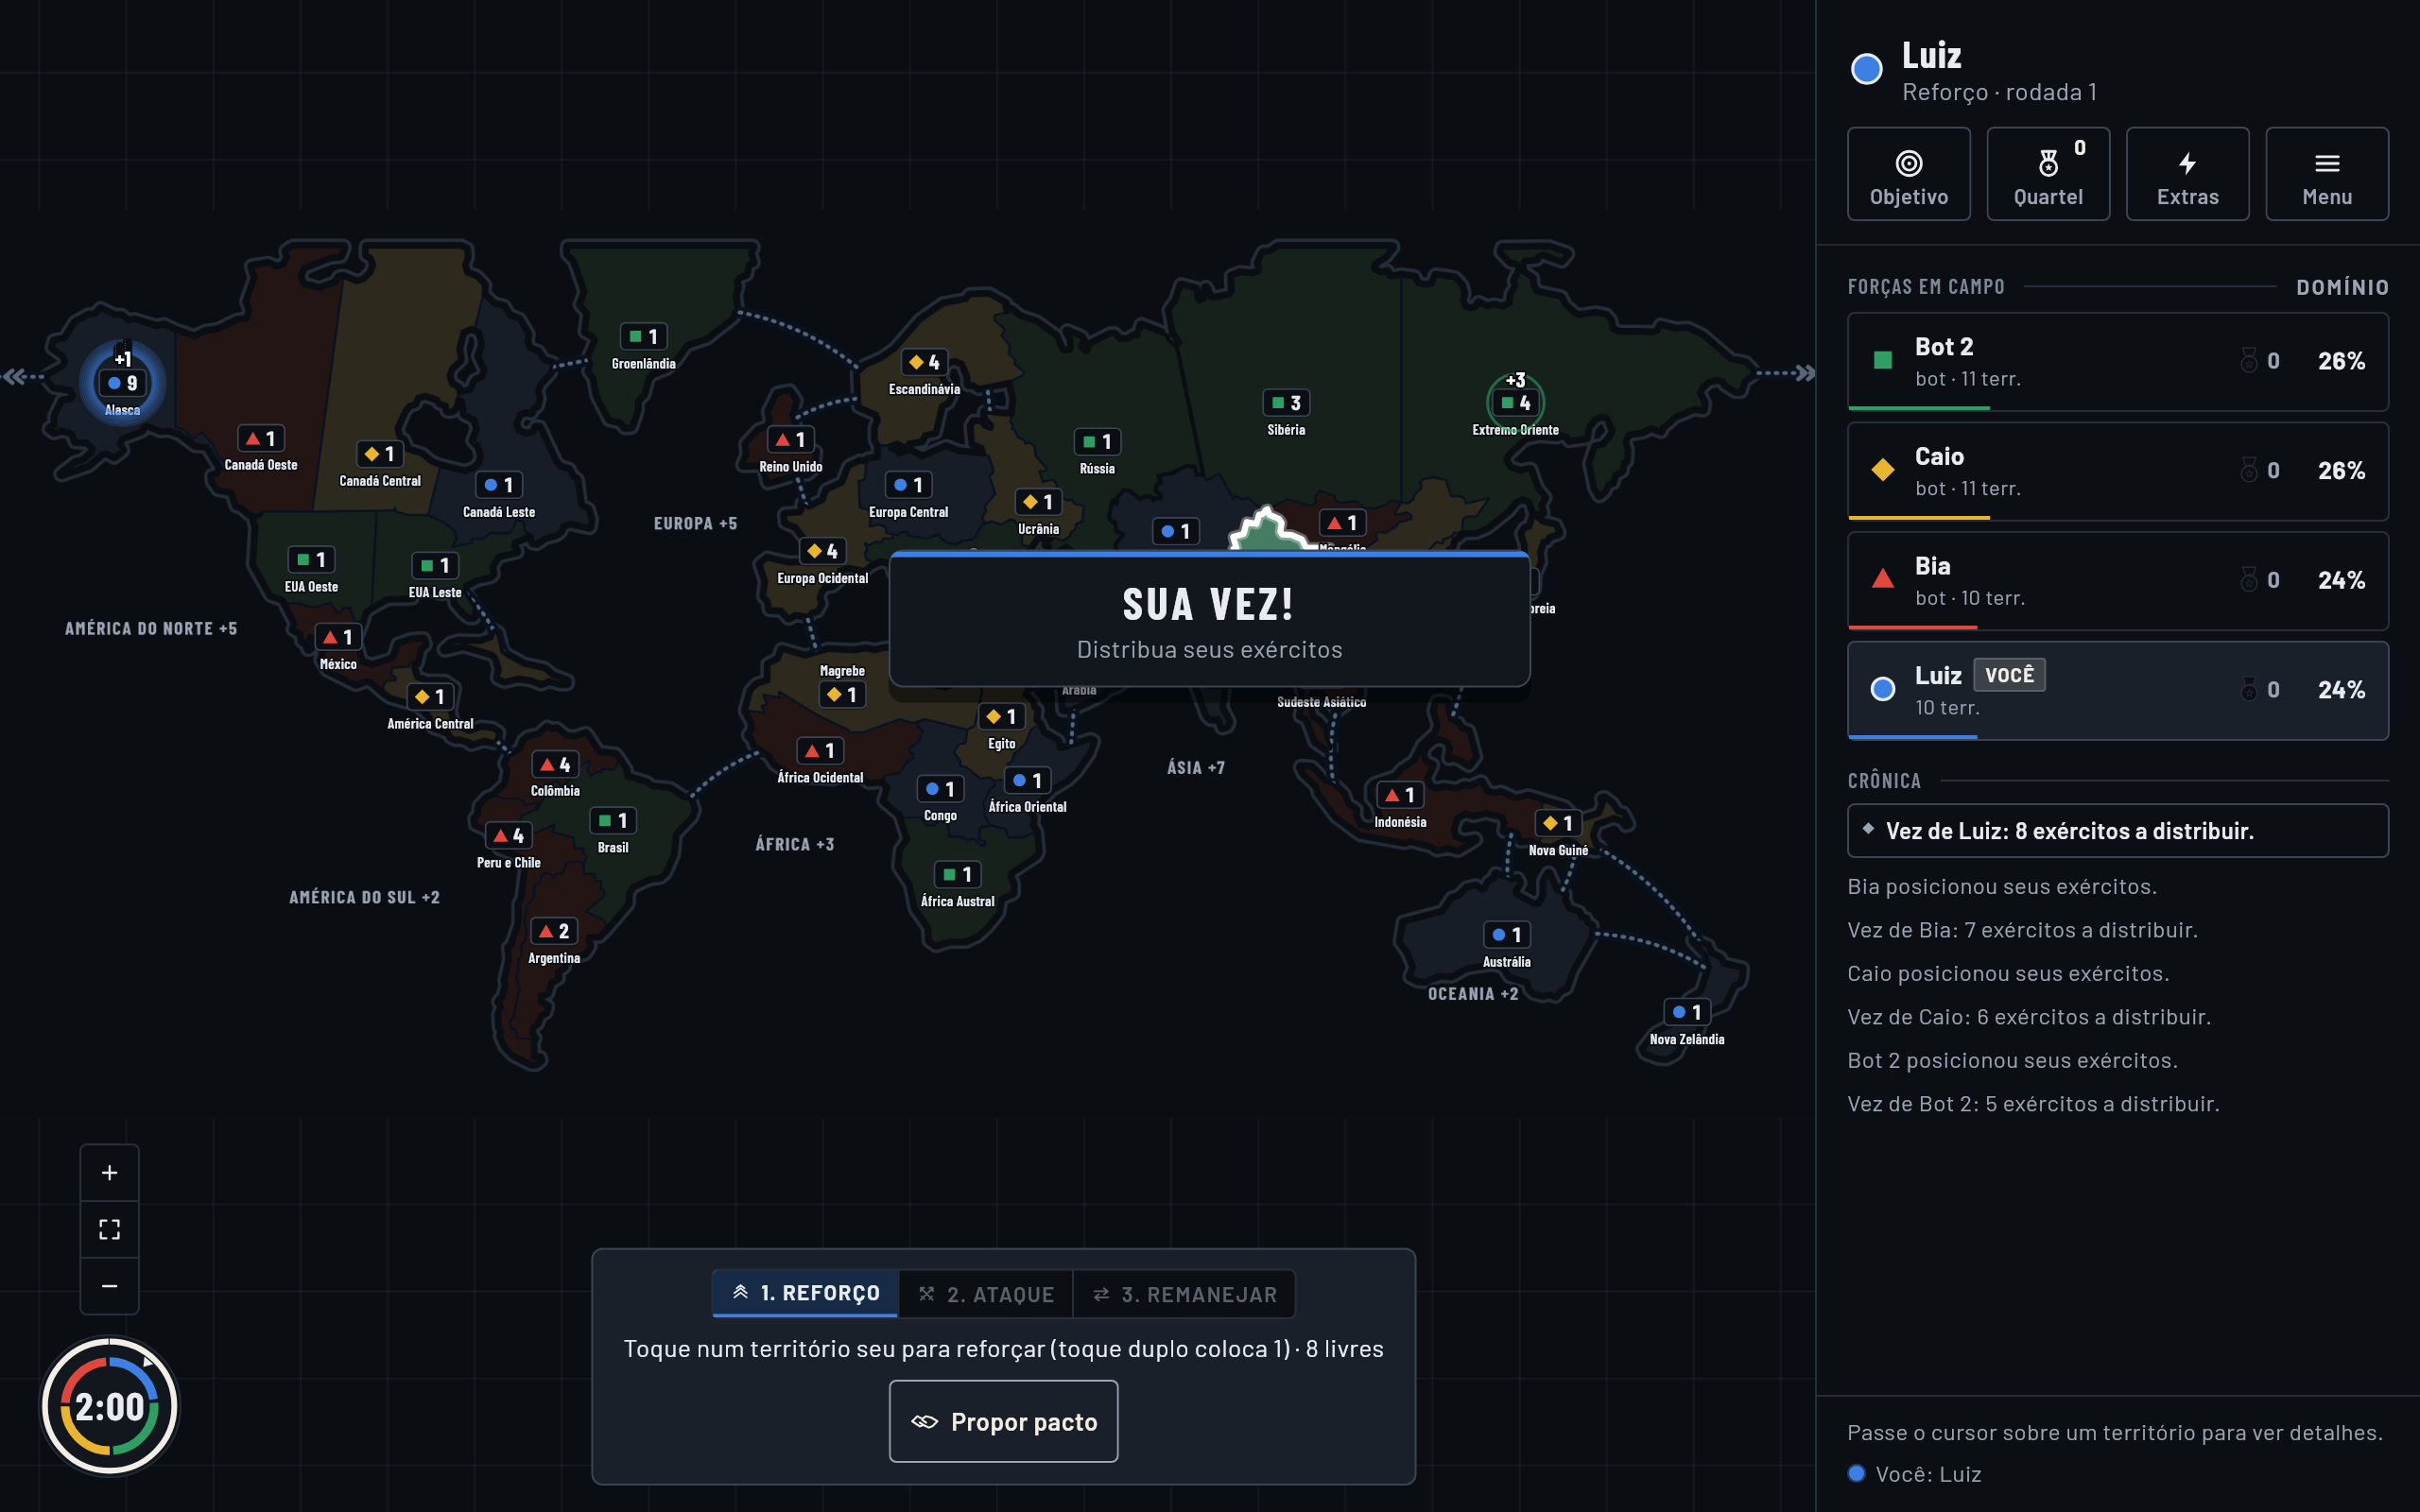 Luiz
Reforço · rodada 1
Objetivo
0
Quartel
Extras
Menu
FORÇAS EM CAMPO
DOMÍNIO
Bot 2
bot · 11 terr.
0
26%
Caio
bot · 11 terr.
0
26%
Bia
bot · 10 terr.
0
24%
Luiz VOCÊ
10 terr.
0
24%
CRÔNICA
Vez de Luiz: 8 exércitos a distribuir.
Bia posicionou seus exércitos.
Vez de Bia: 7 exércitos a distribuir.
Caio posicionou seus exércitos.
Vez de Caio: 6 exércitos a distribuir.
Bot 2 posicionou seus exércitos.
Vez de Bot 2: 5 exércitos a distribuir.
Passe o cursor sobre um território para ver detalhes.
Você: Luiz
+1
9
Alasca
1
Canadá Oeste
1
Canadá Central
1
Canadá Leste
1
Groenlândia
1
EUA Oeste
1
EUA Leste
AMÉRICA DO NORTE +5
1
México
1
América Central
4
Colômbia
4
Peru e Chile
1
Brasil
2
Argentina
AMÉRICA DO SUL +2
4
Escandinávia
1
Reino Unido
1
Europa Central
1
Ucrânia
1
Rússia
EUROPA +5
4
Europa Ocidental
3
Sibéria
+3
4
Extremo Oriente
1
1
Mongólia
SUA VEZ!
Distribua seus exércitos
Arábia
Sudeste Asiático
Magrebe
1
1
Egito
1
África Ocidental
1
Congo
1
África Oriental
1
África Austral
ÁFRICA +3
ÁSIA +7
1
Indonésia
1
Nova Guiné
1
Austrália
OCEANIA +2
1
Nova Zelândia
2:00
1. REFORÇO
2. ATAQUE
3. REMANEJAR
Toque num território seu para reforçar (toque duplo coloca 1) · 8 livres
Propor pacto